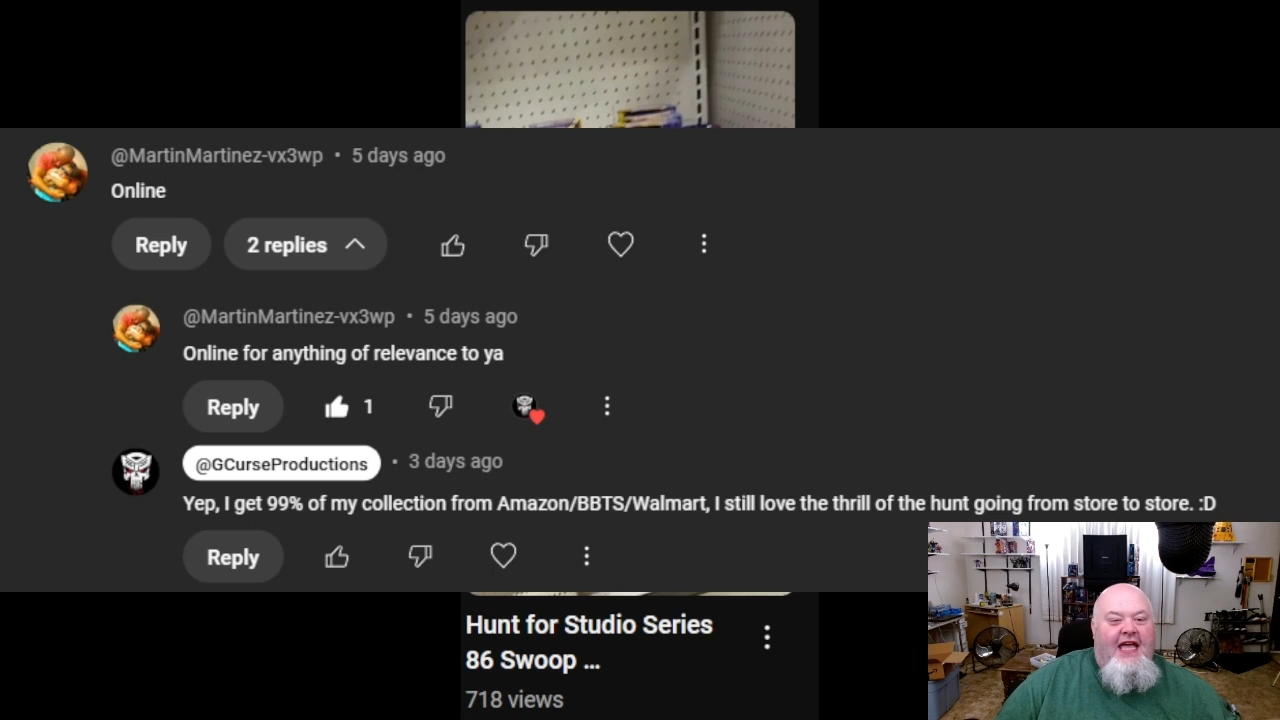 @MartinMartinez-vx3wp • 5 days ago
Online
Reply 2 replies
@MartinMartinez-vx3wp • 5 days ago
Online for anything of relevance to ya
Reply 1
@GCurseProductions • 3 days ago
Yep, I get 99% of my collection from Amazon/BBTS/Walmart, I still love the thrill of the hunt going from store to store. :D
Reply
Hunt for Studio Series
86 Swoop ...
718 views